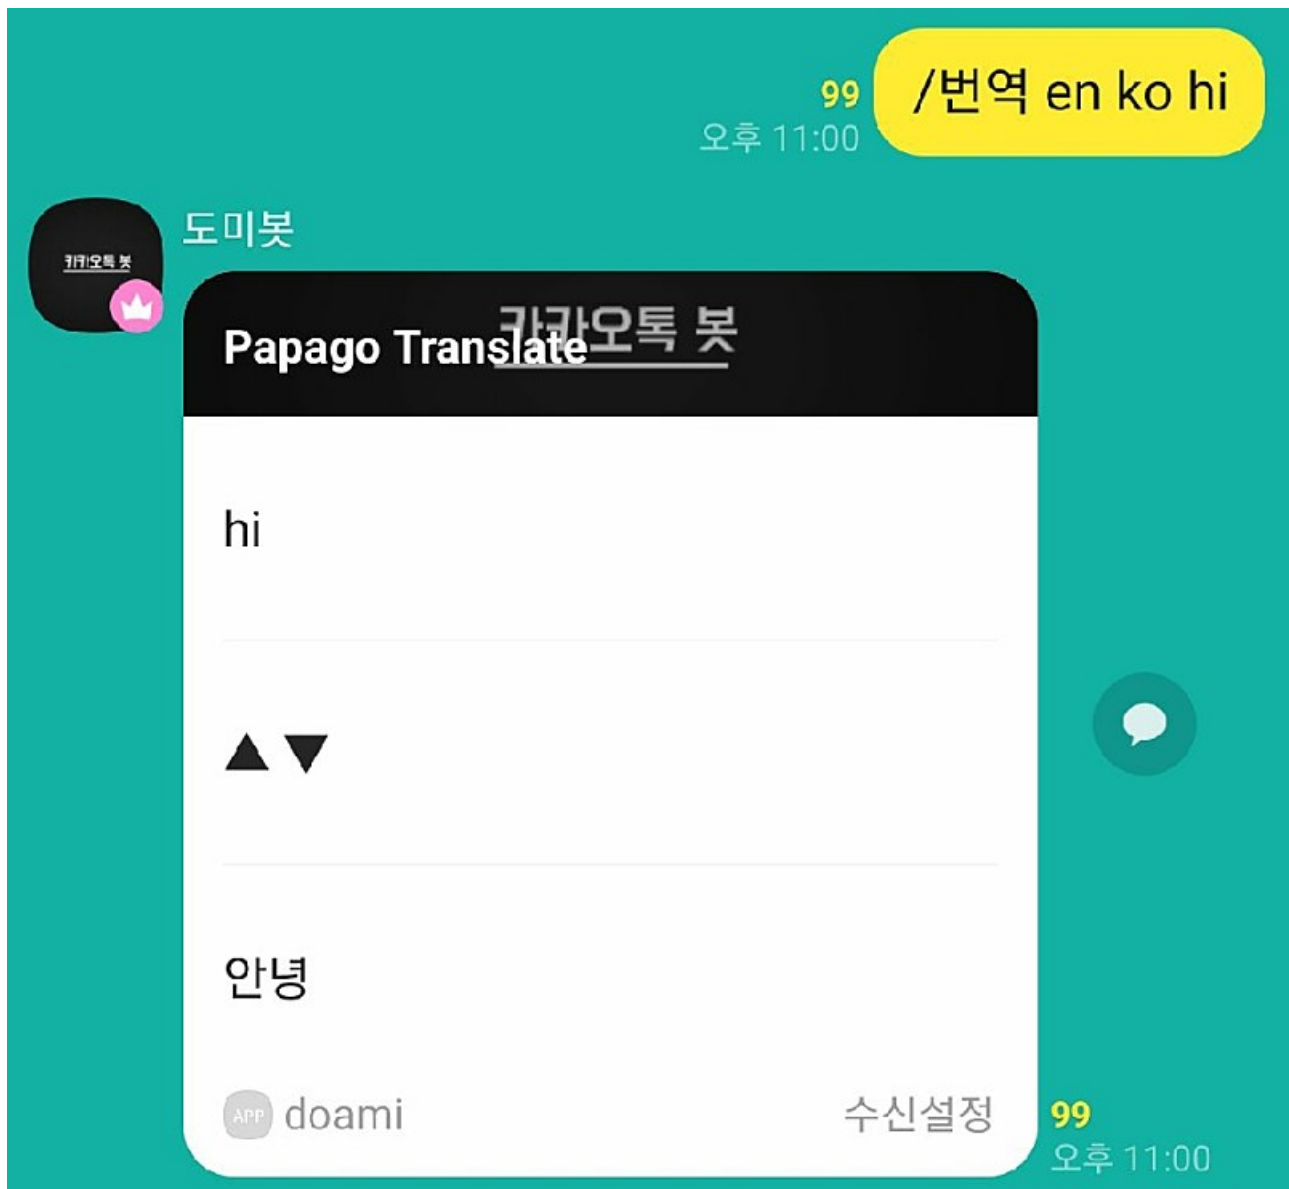 /번역 en ko hi
99
오후 11:00
카카오톡 봇
도미봇
카카오톡 봇
Papago Translate
hi
▲▼
안녕
APP doami
수신설정
99
오후 11:00